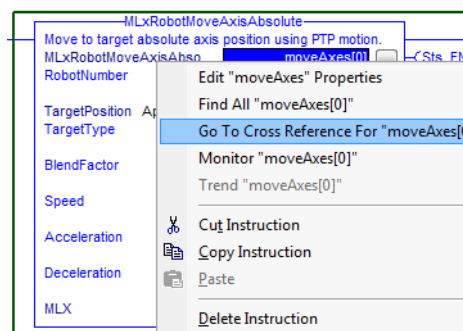 MLxRobotMoveAxisAbsolute
Move to target absolute axis position using PTP motion.
MLxRobotMoveAxisAbso moveAxes[0] Sts_EN
RobotNumber
TargetPosition Ap
TargetType
BlendFactor
Speed
Acceleration
Deceleration
MLX
Edit "moveAxes" Properties
Find All "moveAxes[0]"
Go To Cross Reference For "moveAxes[0
Monitor "moveAxes[0]"
Trend "moveAxes[0]"
Cut Instruction
Copy Instruction
Paste
Delete Instruction